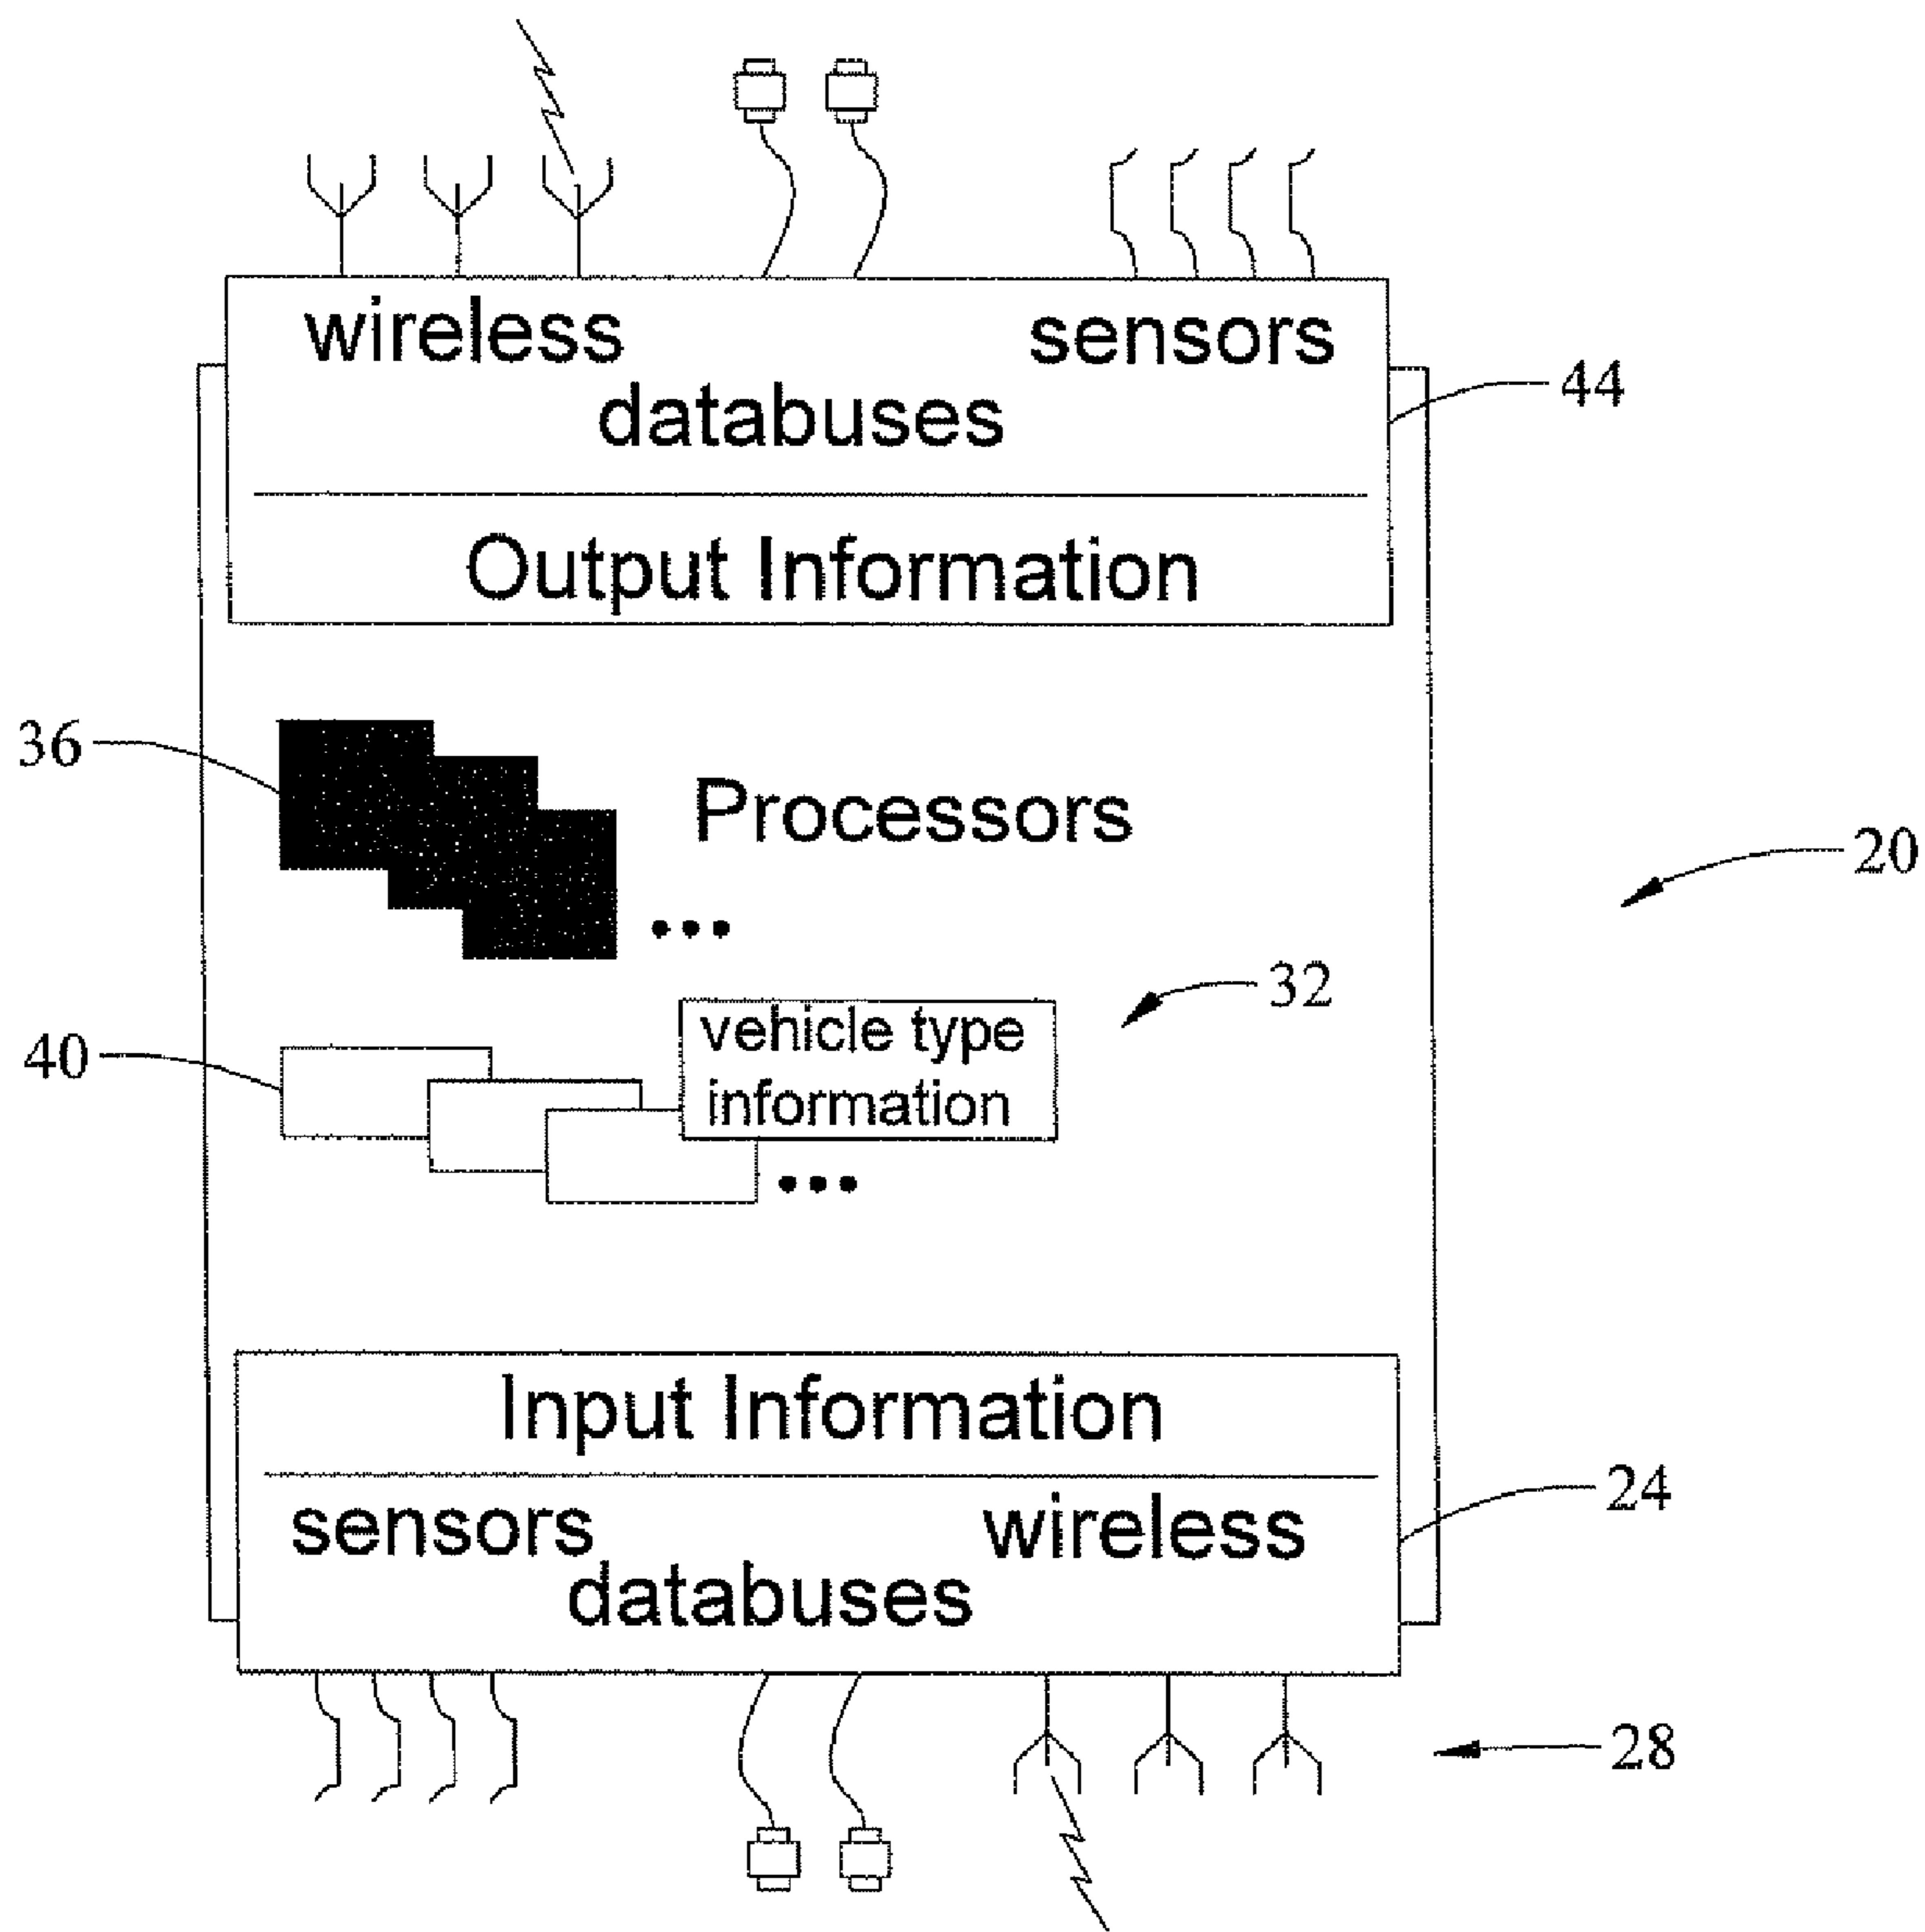 wireless sensors
databuses
44
Output Information
36
Processors
20
...
32
vehicle type
information
40
...
Input Information
24
sensors wireless
databuses
28